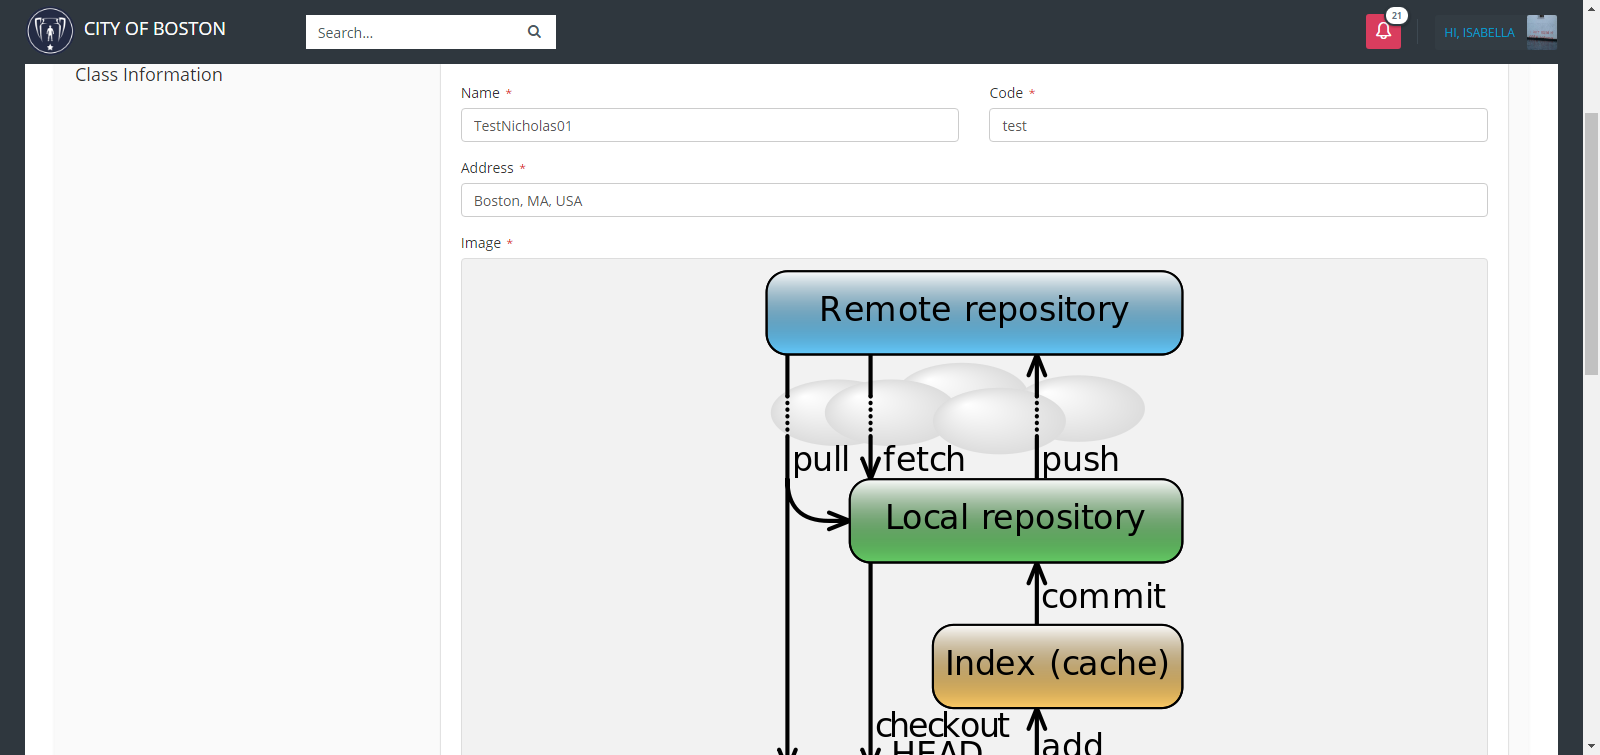 CITY OF BOSTON
Search...
21
HI, ISABELLA
Class Information
Name *
Code *
TestNicholas01
test
Address *
Boston, MA, USA
Image *
Remote repository
pull
fetch
push
Local repository
commit
Index (cache)
checkout
HEAD
add